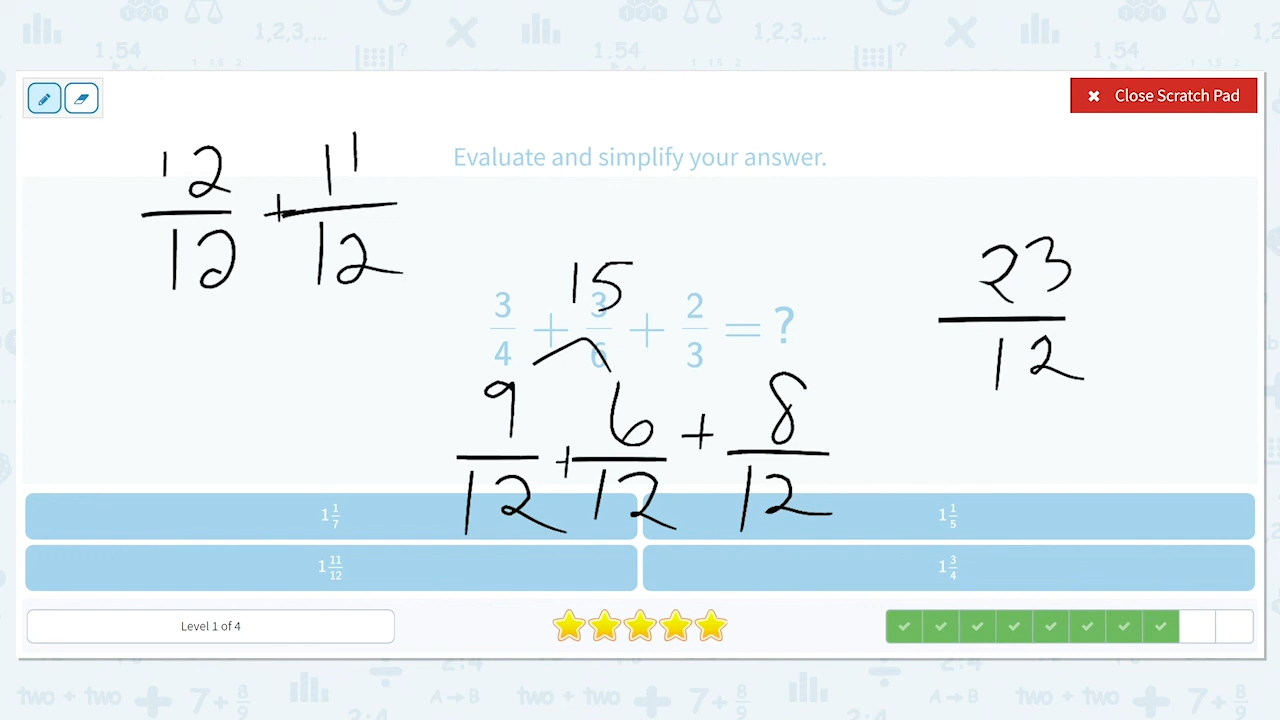 Close Scratch Pad
Evaluate and simplify your answer.
12/12 + 11/12
15
3/4 + 3/6 + 2/3 = ?
23/12
9/12 + 6/12 + 8/12
1 1/7
1 1/5
1 11/12
1 3/4
Level 1 of 4